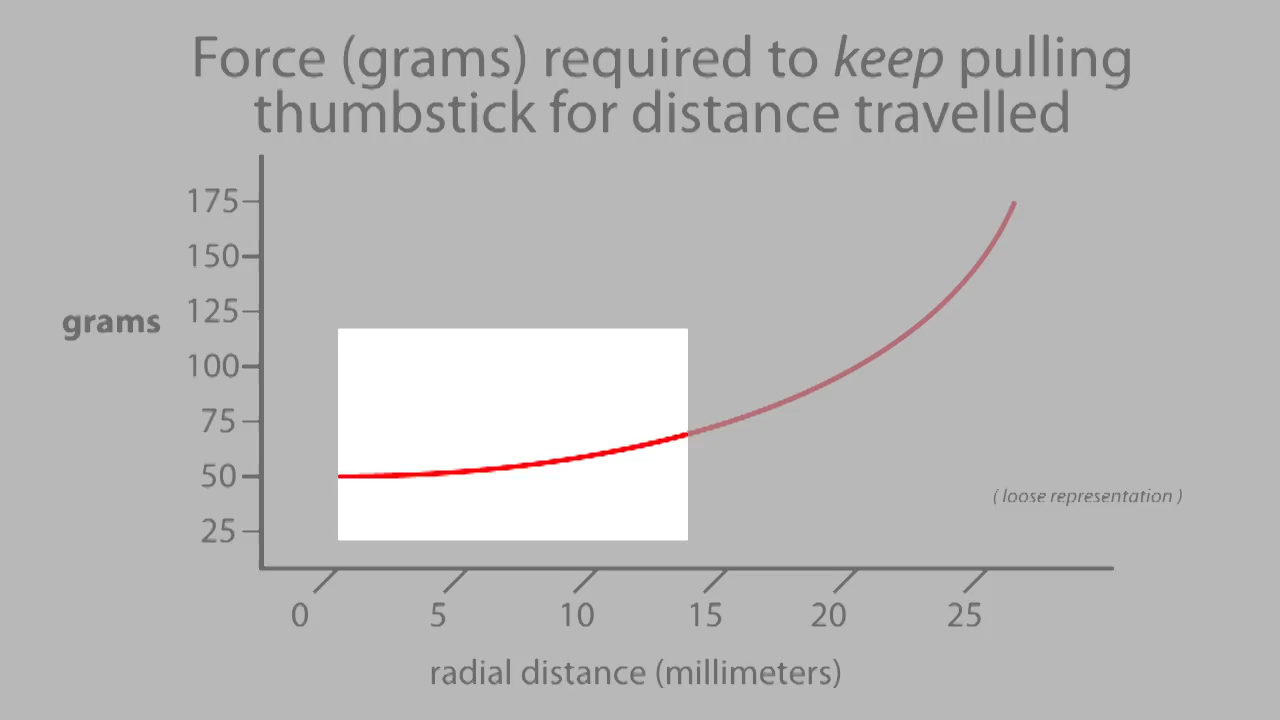 Force (grams) required to keep pulling
thumbstick for distance travelled
175
150
125
grams
100
75
50
( loose representation )
25
0 5 10 15 20 25
radial distance (millimeters)